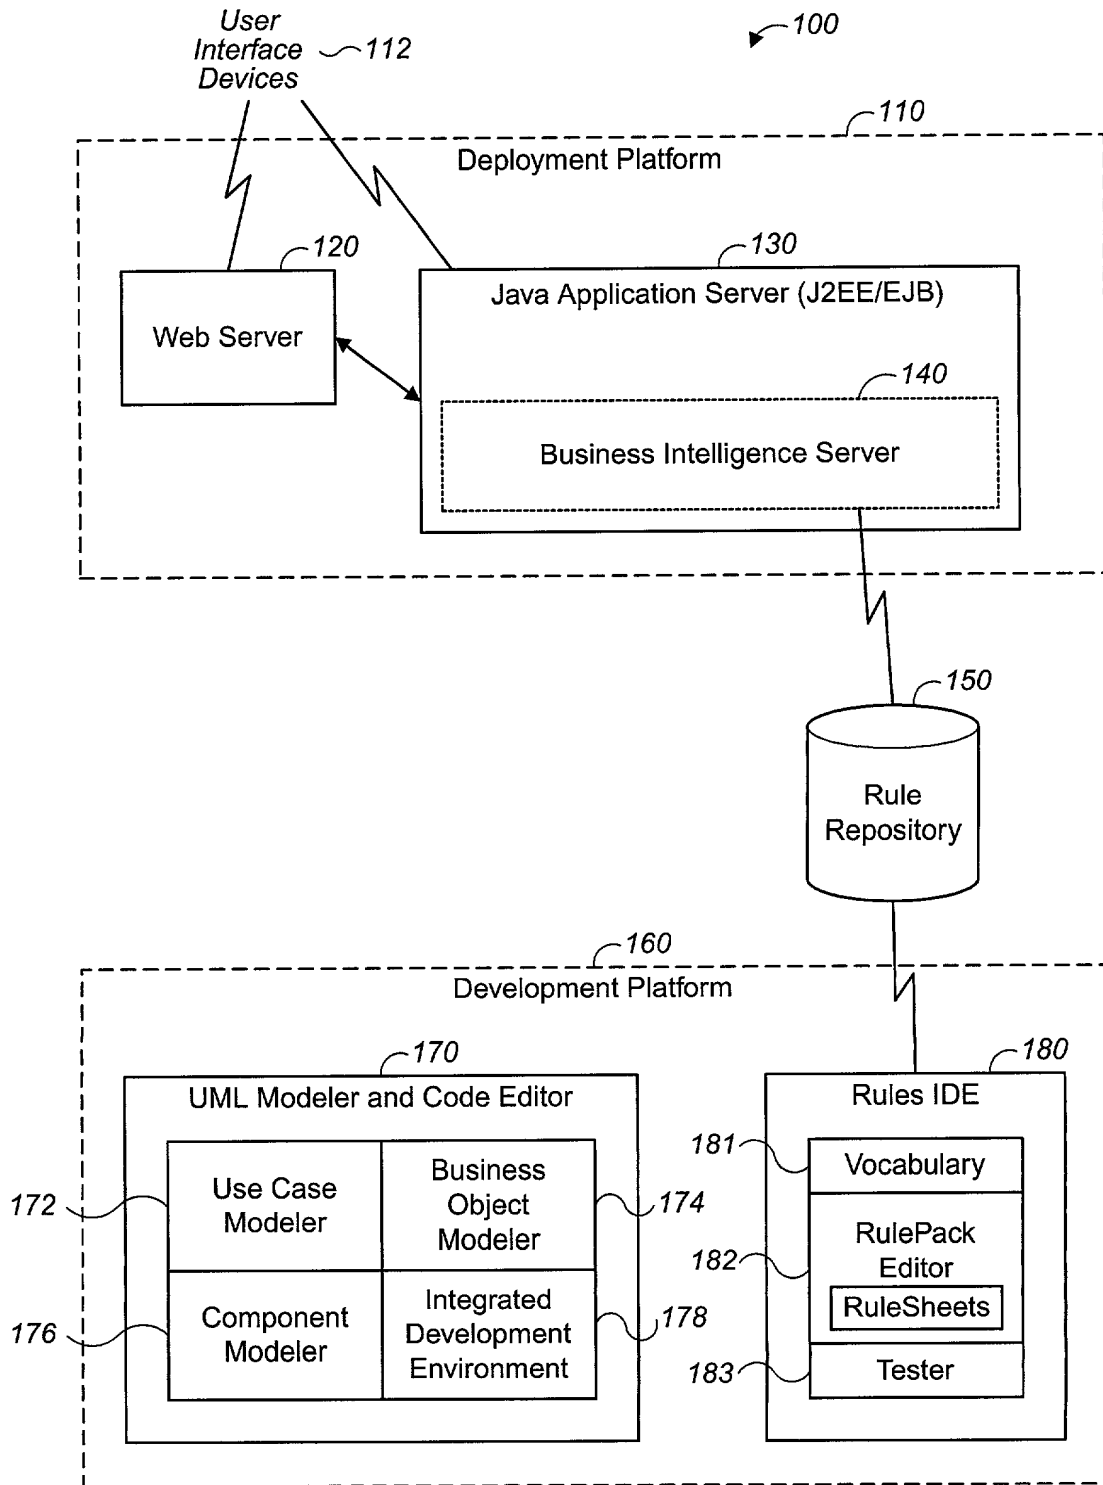 User
Interface
Devices
112
100
110
Deployment Platform
120
130
Web Server
Java Application Server (J2EE/EJB)
140
Business Intelligence Server
150
Rule
Repository
160
Development Platform
170
UML Modeler and Code Editor
172
Use Case
Modeler
Business
Object
Modeler
174
176
Component
Modeler
Integrated
Development
Environment
178
180
Rules IDE
181
Vocabulary
182
RulePack
Editor
RuleSheets
183
Tester